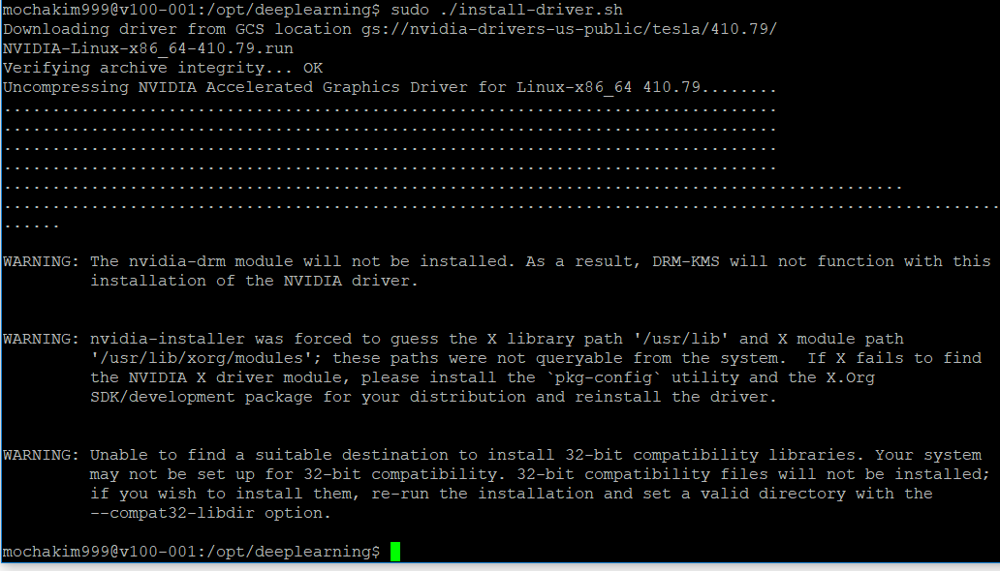 mochakim999@v100-001:/opt/deeplearning$ sudo ./install-driver.sh
Downloading driver from GCS location gs://nvidia-drivers-us-public/tesla/410.79/
NVIDIA-Linux-x86_64-410.79.run
Verifying archive integrity... OK
Uncompressing NVIDIA Accelerated Graphics Driver for Linux-x86_64 410.79........
................................................................................
................................................................................
................................................................................
................................................................................
.............................................................................................
.......................................................................................................
......
WARNING: The nvidia-drm module will not be installed. As a result, DRM-KMS will not function with this
installation of the NVIDIA driver.
WARNING: nvidia-installer was forced to guess the X library path '/usr/lib' and X module path
'/usr/lib/xorg/modules'; these paths were not queryable from the system.  If X fails to find
the NVIDIA X driver module, please install the `pkg-config` utility and the X.Org
SDK/development package for your distribution and reinstall the driver.
WARNING: Unable to find a suitable destination to install 32-bit compatibility libraries. Your system
may not be set up for 32-bit compatibility. 32-bit compatibility files will not be installed;
if you wish to install them, re-run the installation and set a valid directory with the
--compat32-libdir option.
mochakim999@v100-001:/opt/deeplearning$